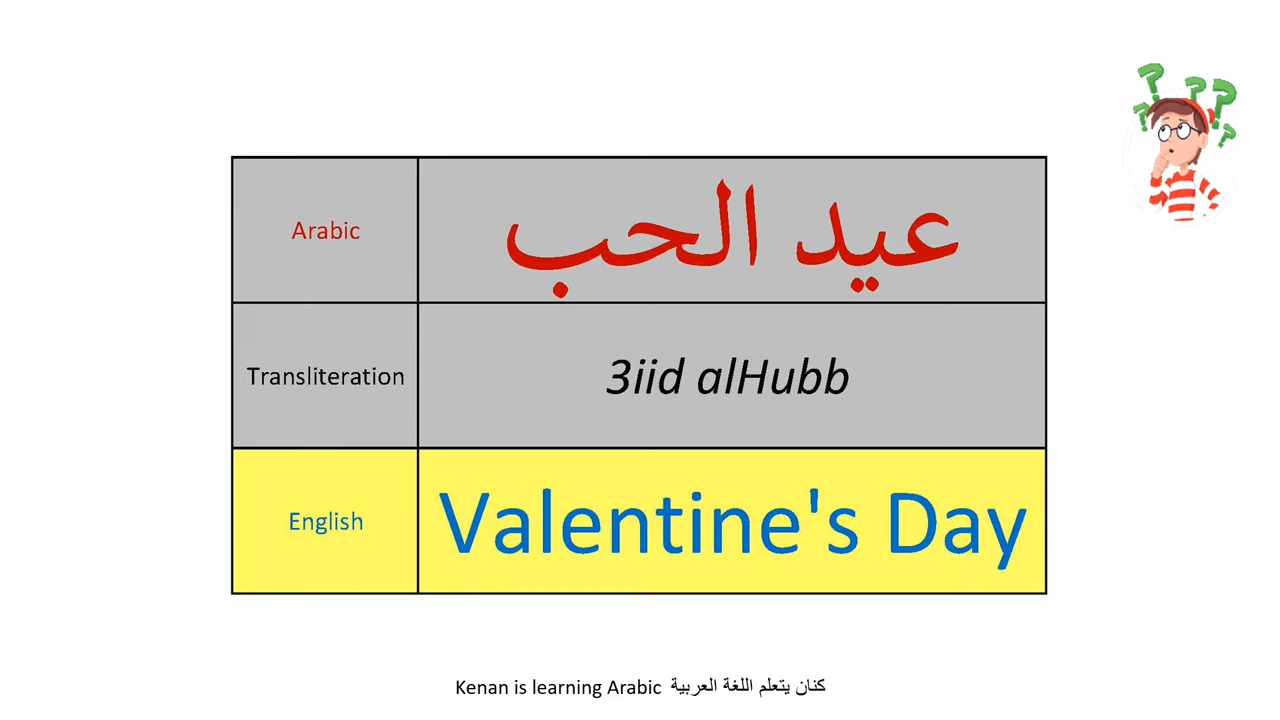 Arabic عيد الحب
Transliteration 3iid alHubb
English Valentine's Day
Kenan is learning Arabic كنان يتعلم اللغة العربية